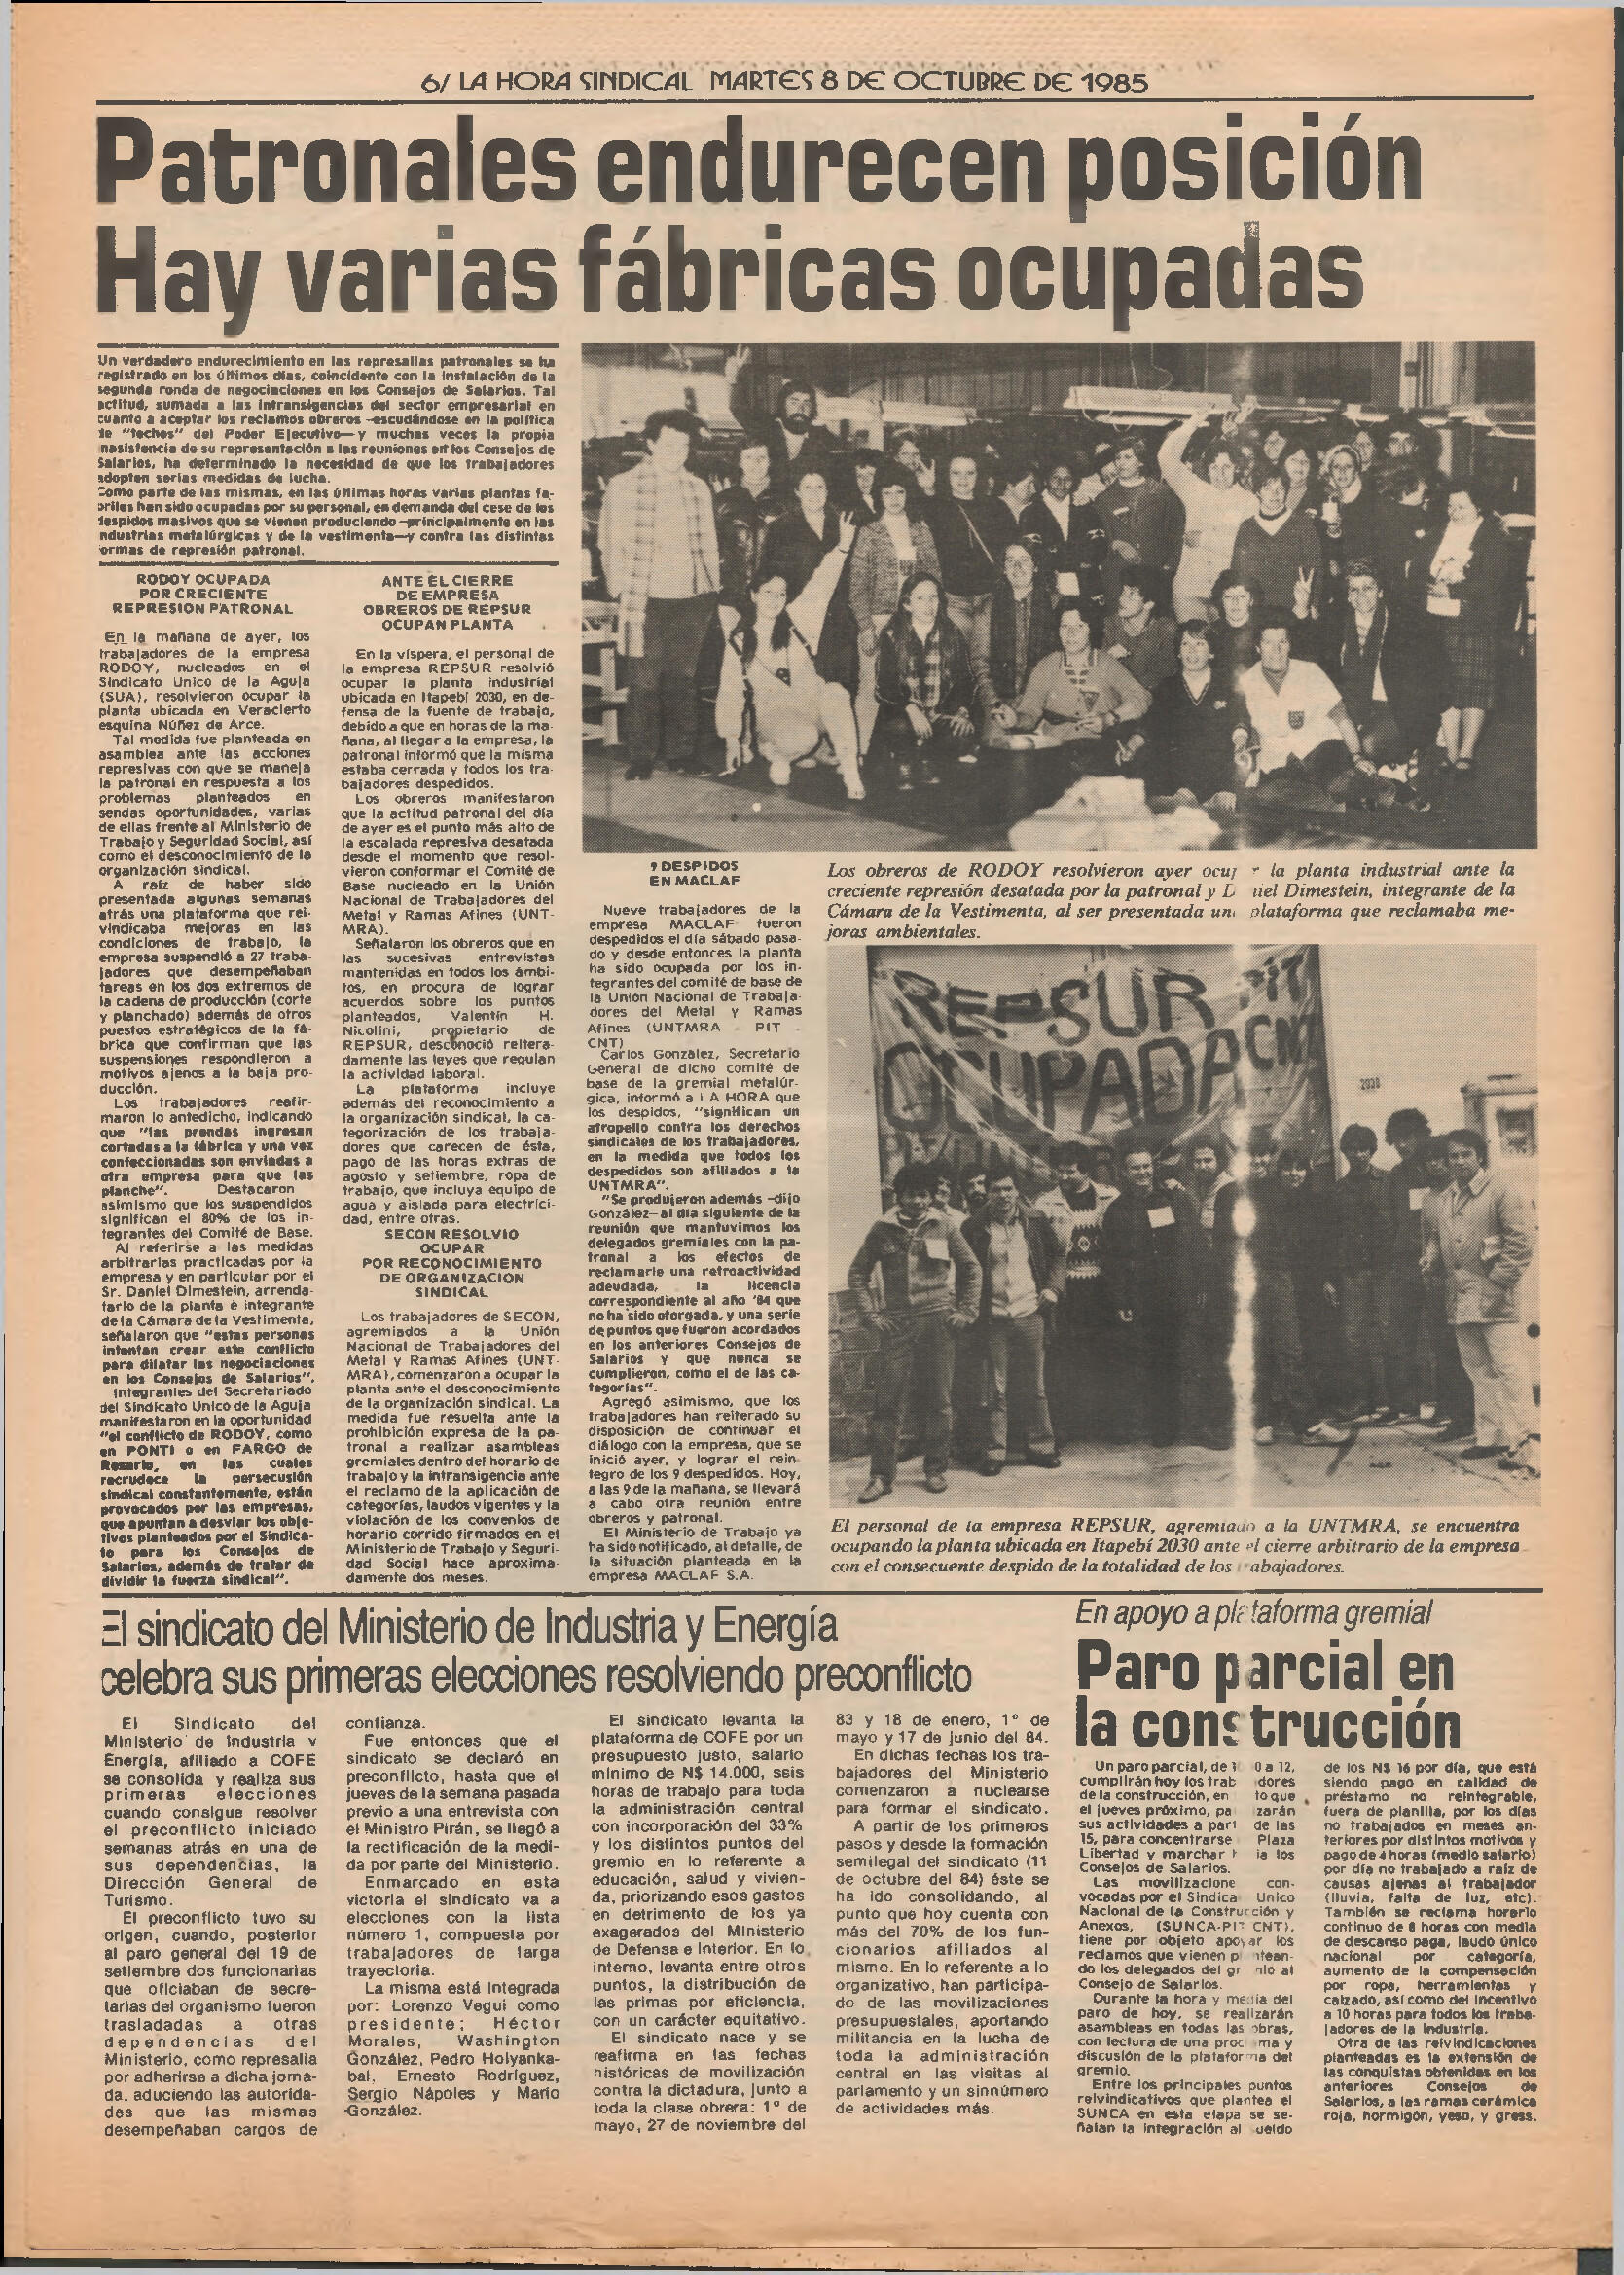 6/ LA HORA SINDICAL MARTES 8 DE OCTUBRE DE 1985
Patronales endurecen posición
Hay varias fábricas ocupadas
Un verdadero endurecimiento en las represalias patronales se ha
registrado en los últimos días, coincidente con la instalación de la
segunda ronda de negociaciones en los Consejos de Salarios. Tal
actitud, sumada a las intransigencias del sector empresarial en
cuanto a aceptar los reclamos obreros —escudándose en la política
de "techos" del Poder Ejecutivo— y muchas veces la propia
inasistencia de su representación a las reuniones en los Consejos de
Salarios, ha determinado la necesidad de que los trabajadores
adopten serias medidas de lucha.
Como parte de las mismas, en las últimas horas varias plantas fa-
briles han sido ocupadas por su personal, en demanda del cese de los
despidos masivos que se vienen produciendo —principalmente en las
industrias metalúrgicas y de la vestimenta— y contra las distintas
formas de represión patronal.
RODOY OCUPADA
POR CRECIENTE
REPRESION PATRONAL
En la mañana de ayer, los
trabajadores de la empresa
RODOY, nucleados en el
Sindicato Unico de la Aguja
(SUA), resolvieron ocupar la
planta ubicada en Veracierto
esquina Núñez de Arce.
Tal medida fue planteada en
asamblea ante las acciones
represivas con que se maneja
la patronal en respuesta a los
problemas planteados en
sendas oportunidades, varias
de ellas frente al Ministerio de
Trabajo y Seguridad Social, así
como el desconocimiento de la
organización sindical.
A raíz de haber sido
presentada algunas semanas
atrás una plataforma que rei-
vindicaba mejoras en las
condiciones de trabajo, la
empresa suspendió a 27 traba-
jadores que desempeñaban
tareas en los dos extremos de
la cadena de producción (corte
y planchado) además de otros
puestos estratégicos de la fá-
brica que confirman que las
suspensiones respondieron a
motivos ajenos a la baja pro-
ducción.
Los trabajadores reafir-
maron lo antedicho, indicando
que "las prendas ingresan
cortadas a la fábrica y una vez
confeccionadas son enviadas a
otra empresa para que las
planche". Destacaron
asimismo que los suspendidos
significan el 80% de los in-
tegrantes del Comité de Base.
Al referirse a las medidas
arbitrarias practicadas por la
empresa y en particular por el
Sr. Daniel Dimestein, arrenda-
tario de la planta e integrante
de la Cámara de la Vestimenta,
señalaron que "estas personas
intentan crear este conflicto
para dilatar las negociaciones
en los Consejos de Salarios".
Integrantes del Secretariado
del Sindicato Unico de la Aguja
manifestaron en la oportunidad
"el conflicto de RODOY, como
en PONTI o en FARGO de
Rosario, en las cuales
recrudece la persecusión
sindical constantemente, están
provocados por las empresas,
que apuntan a desviar los obje-
tivos planteados por el Sindica-
to para los Consejos de
Salarios, además de tratar de
dividir la fuerza sindical".
ANTE EL CIERRE
DE EMPRESA
OBREROS DE REPSUR
OCUPAN PLANTA
En la víspera, el personal de
la empresa REPSUR resolvió
ocupar la planta industrial
ubicada en Itapebí 2030, en de-
fensa de la fuente de trabajo,
debido a que en horas de la ma-
ñana, al llegar a la empresa, la
patronal informó que la misma
estaba cerrada y todos los tra-
bajadores despedidos.
Los obreros manifestaron
que la actitud patronal del día
de ayer es el punto más alto de
la escalada represiva desatada
desde el momento que resol-
vieron conformar el Comité de
Base nucleado en la Unión
Nacional de Trabajadores del
Metal y Ramas Afines (UNT-
MRA).
Señalaron los obreros que en
las sucesivas entrevistas
mantenidas en todos los ámbi-
tos, en procura de lograr
acuerdos sobre los puntos
planteados, Valentín H.
Nicolini, propietario de
REPSUR, desconoció reitera-
damente las leyes que regulan
la actividad laboral.
La plataforma incluye
además del reconocimiento a
la organización sindical, la ca-
tegorización de los trabaja-
dores que carecen de ésta,
pago de las horas extras de
agosto y setiembre, ropa de
trabajo, que incluya equipo de
agua y aislada para electrici-
dad, entre otras.
SECON RESOLVIO
OCUPAR
POR RECONOCIMIENTO
DE ORGANIZACION
SINDICAL
Los trabajadores de SECON,
agremiados a la Unión
Nacional de Trabajadores del
Metal y Ramas Afines (UNT-
MRA), comenzaron a ocupar la
planta ante el desconocimiento
de la organización sindical. La
medida fue resuelta ante la
prohibición expresa de la pa-
tronal a realizar asambleas
gremiales dentro del horario de
trabajo y la intransigencia ante
el reclamo de la aplicación de
categorías, laudos vigentes y la
violación de los convenios de
horario corrido firmados en el
Ministerio de Trabajo y Seguri-
dad Social hace aproxima-
damente dos meses.
9 DESPIDOS
EN MACLAF
Nueve trabajadores de la
empresa MACLAF fueron
despedidos el día sábado pasa-
do y desde entonces la planta
ha sido ocupada por los in-
tegrantes del comité de base de
la Unión Nacional de Trabaja-
dores del Metal y Ramas
Afines (UNTMRA - PIT -
CNT)
Carlos González, Secretario
General de dicho comité de
base de la gremial metalúr-
gica, informó a LA HORA que
los despidos, "significan un
atropello contra los derechos
sindicales de los trabajadores,
en la medida que todos los
despedidos son afiliados a la
UNTMRA".
"Se produjeron además —dijo
González— al día siguiente de la
reunión que mantuvimos los
delegados gremiales con la pa-
tronal a los efectos de
reclamarle una retroactividad
adeudada, la licencia
correspondiente al año '84 que
no ha sido otorgada, y una serie
de puntos que fueron acordados
en los anteriores Consejos de
Salarios y que nunca se
cumplieron, como el de las ca-
tegorías".
Agregó asimismo, que los
trabajadores han reiterado su
disposición de continuar el
diálogo con la empresa, que se
inició ayer, y lograr el rein-
tegro de los 9 despedidos. Hoy,
a las 9 de la mañana, se llevará
a cabo otra reunión entre
obreros y patronal.
El Ministerio de Trabajo ya
ha sido notificado, al detalle, de
la situación planteada en la
empresa MACLAF S.A.
Los obreros de RODOY resolvieron ayer ocup r la planta industrial ante la
creciente represión desatada por la patronal y D niel Dimestein, integrante de la
Cámara de la Vestimenta, al ser presentada un plataforma que reclamaba me-
joras ambientales.
REPSUR PIT
OCUPADA CNT
2030
El personal de la empresa REPSUR, agremiado a la UNTMRA, se encuentra
ocupando la planta ubicada en Itapebí 2030 ante el cierre arbitrario de la empresa
con el consecuente despido de la totalidad de los rabajadores.
El sindicato del Ministerio de Industria y Energía
celebra sus primeras elecciones resolviendo preconflicto
El Sindicato del
Ministerio de Industria y
Energía, afiliado a COFE
se consolida y realiza sus
primeras elecciones
cuando consigue resolver
el preconflicto iniciado
semanas atrás en una de
sus dependencias, la
Dirección General de
Turismo.
El preconflicto tuvo su
origen, cuando, posterior
al paro general del 19 de
setiembre dos funcionarias
que oficiaban de secre-
tarias del organismo fueron
trasladadas a otras
dependencias del
Ministerio, como represalia
por adherirse a dicha jorna-
da, aduciendo las autorida-
des que las mismas
desempeñaban cargos de
confianza.
Fue entonces que el
sindicato se declaró en
preconflicto, hasta que el
jueves de la semana pasada
previo a una entrevista con
el Ministro Pirán, se llegó a
la rectificación de la medi-
da por parte del Ministerio.
Enmarcado en esta
victoria el sindicato va a
elecciones con la lista
número 1, compuesta por
trabajadores de larga
trayectoria.
La misma está integrada
por: Lorenzo Vegui como
presidente; Héctor
Morales, Washington
González, Pedro Holyanka-
bal, Ernesto Rodríguez,
Sergio Nápoles y Mario
González.
El sindicato levanta la
plataforma de COFE por un
presupuesto justo, salario
mínimo de N$ 14.000, seis
horas de trabajo para toda
la administración central
con incorporación del 33%
y los distintos puntos del
gremio en lo referente a
educación, salud y vivien-
da, priorizando esos gastos
en detrimento de los ya
exagerados del Ministerio
de Defensa e Interior. En lo
interno, levanta entre otros
puntos, la distribución de
las primas por eficiencia,
con un carácter equitativo.
El sindicato nace y se
reafirma en las fechas
históricas de movilización
contra la dictadura, junto a
toda la clase obrera: 1º de
mayo, 27 de noviembre del
83 y 18 de enero, 1º de
mayo y 17 de junio del 84.
En dichas fechas los tra-
bajadores del Ministerio
comenzaron a nuclearse
para formar el sindicato.
A partir de los primeros
pasos y desde la formación
semilegal del sindicato (11
de octubre del 84) éste se
ha ido consolidando, al
punto que hoy cuenta con
más del 70% de los fun-
cionarios afiliados al
mismo. En lo referente a lo
organizativo, han participa-
do de las movilizaciones
presupuestales, aportando
militancia en la lucha de
toda la administración
central en las visitas al
parlamento y un sinnúmero
de actividades más.
En apoyo a plataforma gremial
Paro parcial en
la construcción
Un paro parcial, de 0 a 12,
cumplirán hoy los trab dores
de la construcción, en to que
el jueves próximo, pa zarán
sus actividades a part de las
15, para concentrarse Plaza
Libertad y marchar ia los
Consejos de Salarios.
Las movilizacione con-
vocadas por el Sindica Unico
Nacional de la Construcción y
Anexos, (SUNCA-PIT CNT),
tiene por objeto apoyar los
reclamos que vienen pl ntean-
do los delegados del gr nio al
Consejo de Salarios.
Durante la hora y media del
paro de hoy, se realizarán
asambleas en todas las obras,
con lectura de una proc ama y
discusión de la plataforma del
gremio.
Entre los principales puntos
reivindicativos que plantea el
SUNCA en esta etapa se se-
ñalan la integración al ueldo
de los N$ 16 por día, que está
siendo pago en calidad de
préstamo no reintegrable,
fuera de planilla, por los días
no trabajados en meses an-
teriores por distintos motivos y
pago de 4 horas (medio salario)
por día no trabajado a raíz de
causas ajenas al trabajador
(lluvia, falta de luz, etc).
También se reclama horario
continuo de 8 horas con media
de descanso paga, laudo único
nacional por categoría,
aumento de la compensación
por ropa, herramientas y
calzado, así como del incentivo
a 10 horas para todos los traba-
jadores de la industria.
Otra de las reivindicaciones
planteadas es la extensión de
las conquistas obtenidas en los
anteriores Consejos de
Salarios, a las ramas cerámica
roja, hormigón, yeso, y gress.